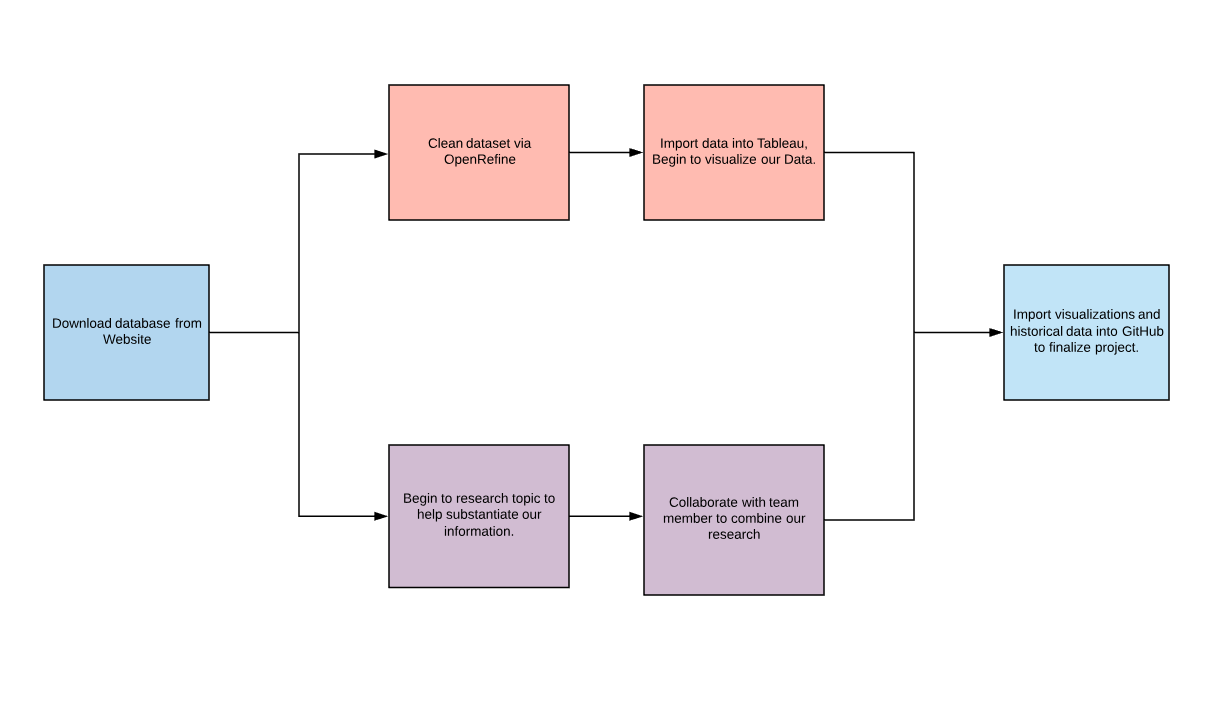 Clean dataset via
OpenRefine
Import data into Tableau,
Begin to visualize our Data.
Download database from
Website
Import visualizations and
historical data into GitHub
to finalize project.
Begin to research topic to
help substantiate our
information.
Collaborate with team
member to combine our
research